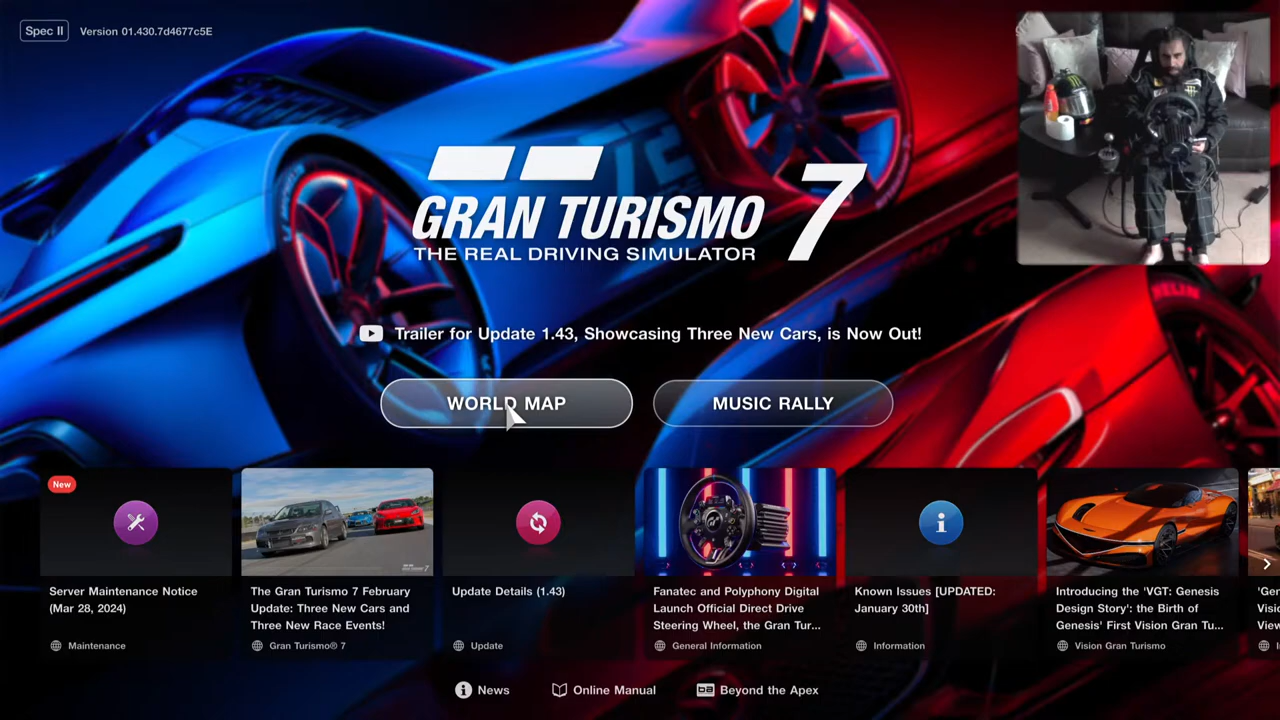 Spec II
Version 01.430.7d4677c5E
GRAN TURISMO 7
THE REAL DRIVING SIMULATOR
Trailer for Update 1.43, Showcasing Three New Cars, is Now Out!
WORLD MAP
MUSIC RALLY
New
Server Maintenance Notice
(Mar 28, 2024)
Maintenance
The Gran Turismo 7 February
Update: Three New Cars and
Three New Race Events!
Gran Turismo® 7
Update Details (1.43)
Update
Fanatec and Polyphony Digital
Launch Official Direct Drive
Steering Wheel, the Gran Tur...
General Information
Known Issues [UPDATED:
January 30th]
Information
Introducing the 'VGT: Genesis
Design Story': the Birth of
Genesis' First Vision Gran Tu...
Vision Gran Turismo
'Gen
Visio
View
News
Online Manual
Beyond the Apex